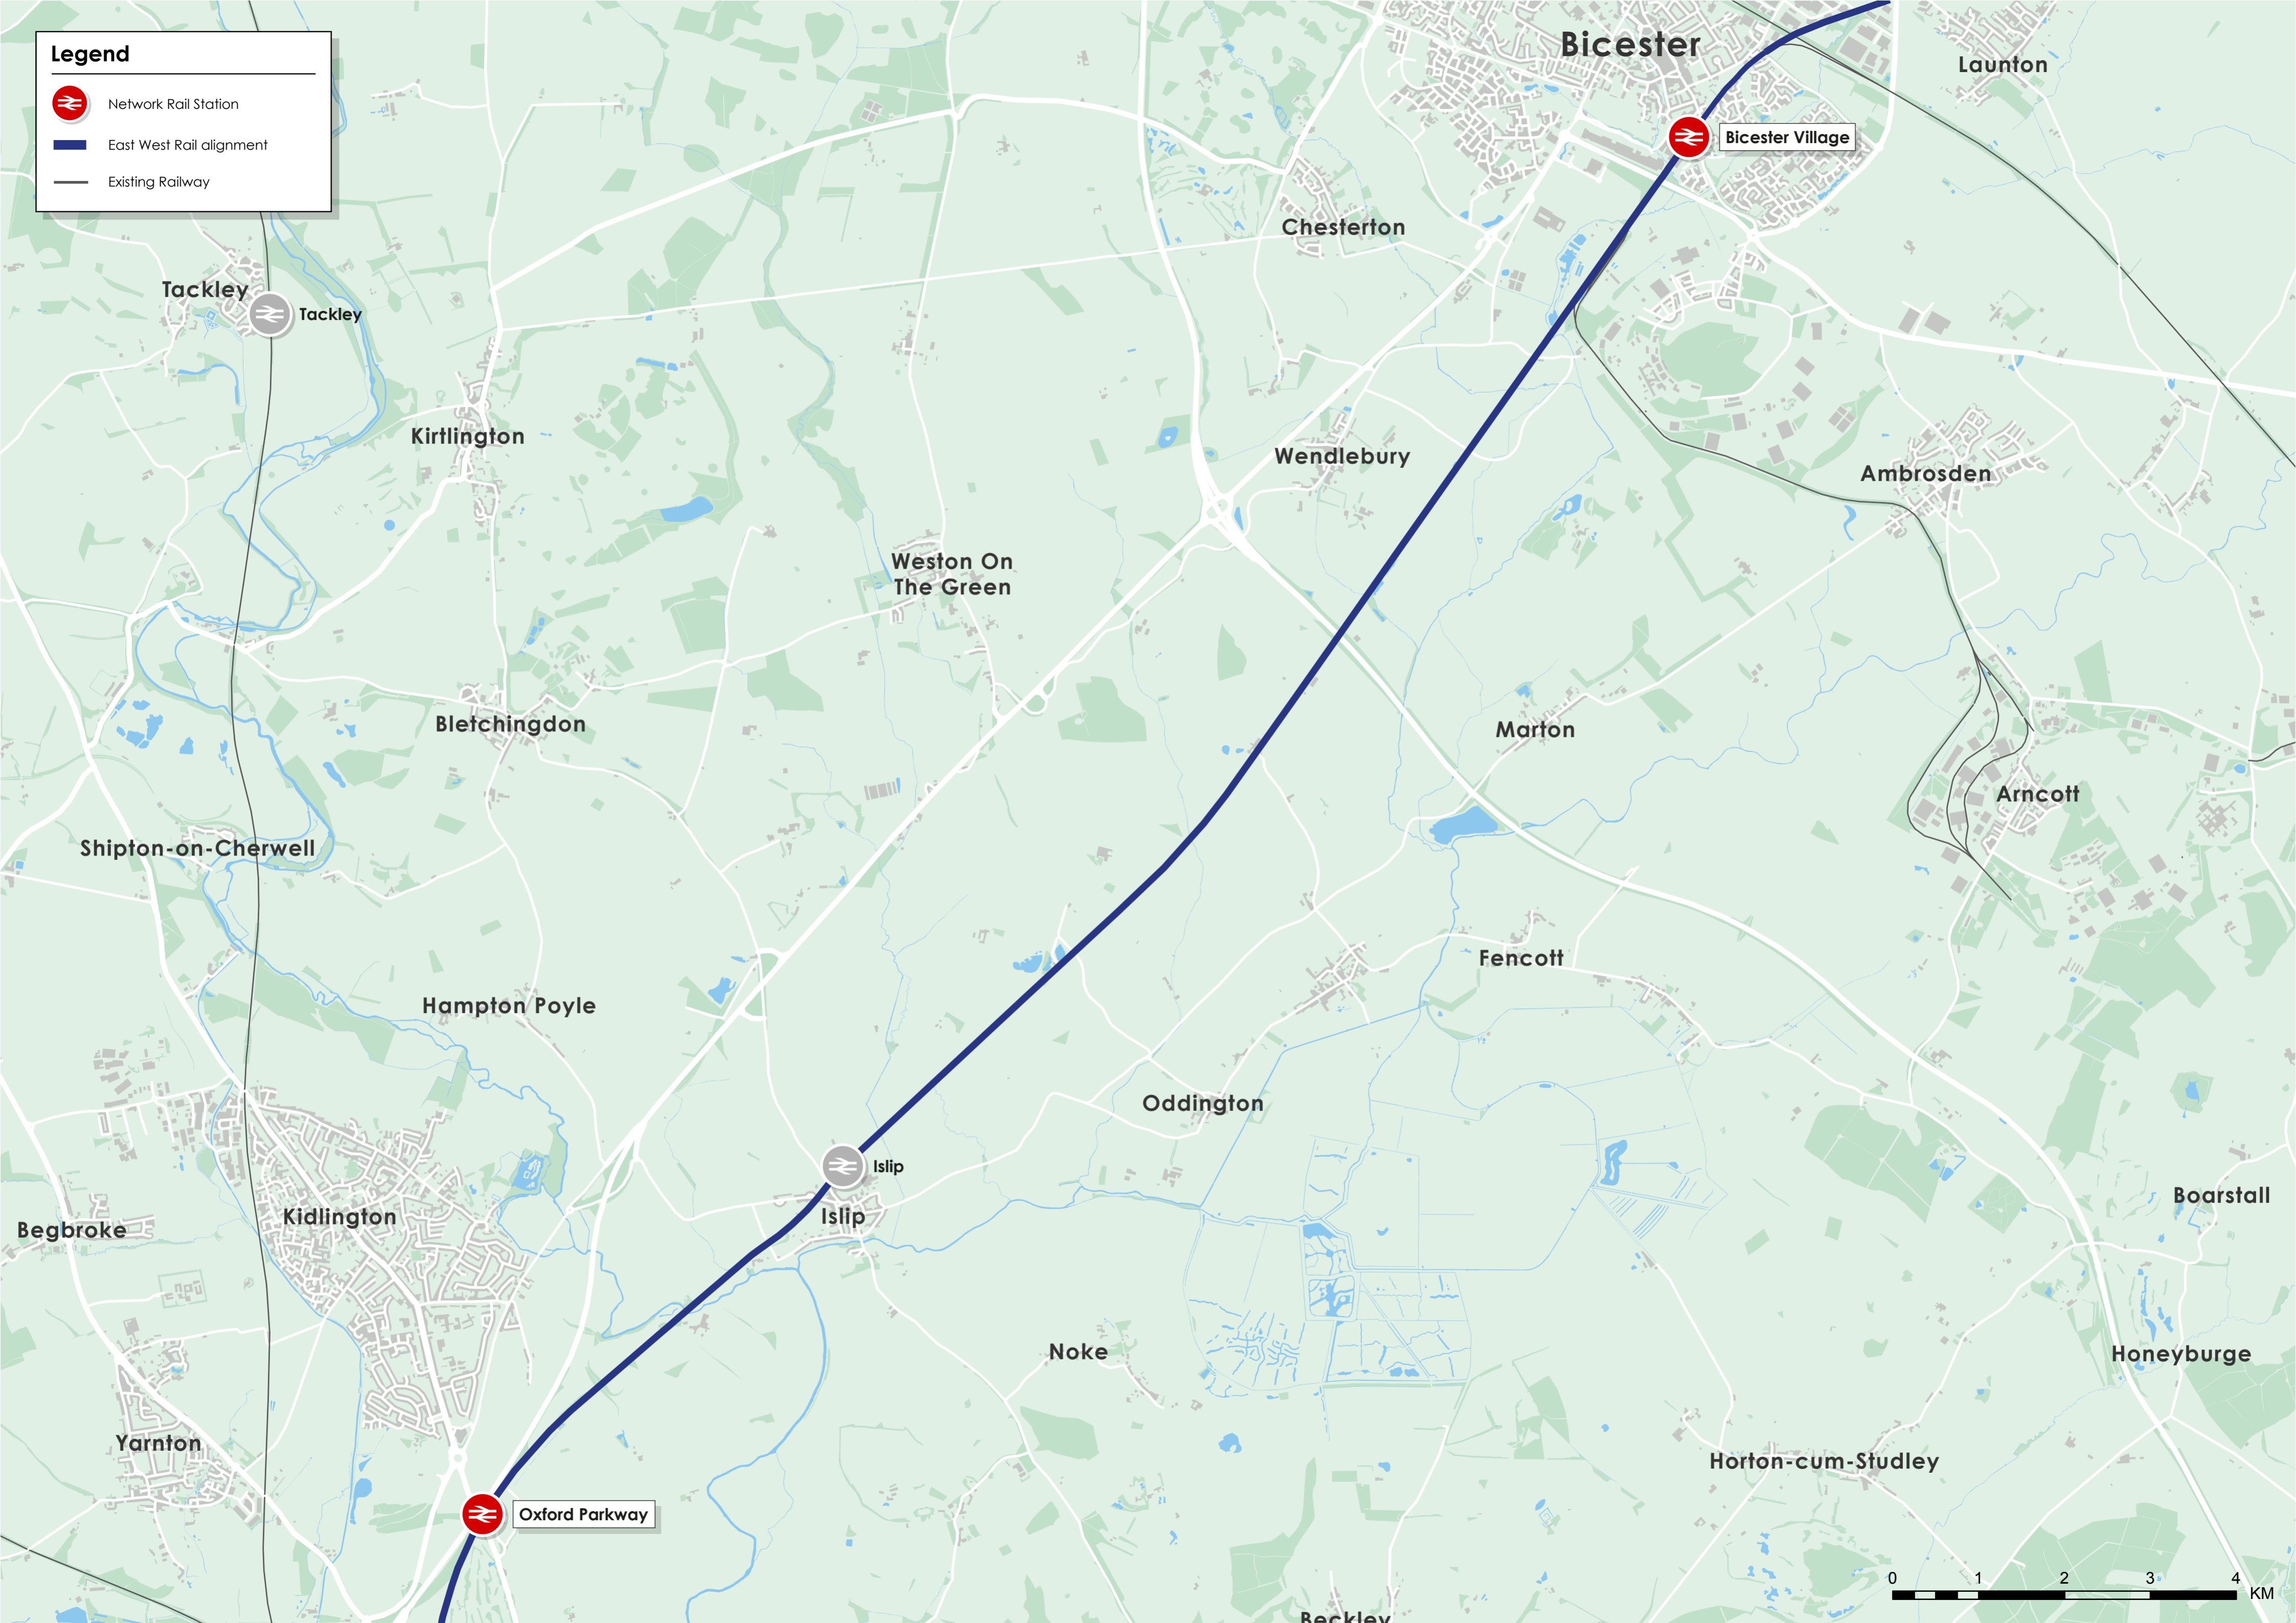 Legend
Network Rail Station
East West Rail alignment
Existing Railway
Bicester
Launton
Bicester Village
Chesterton
Tackley
Tackley
Kirtlington
Wendlebury
Ambrosden
Weston On
The Green
Bletchingdon
Marton
Arncott
Shipton-on-Cherwell
Fencott
Hampton Poyle
Oddington
Islip
Islip
Boarstall
Begbroke
Kidlington
Noke
Honeyburge
Yarnton
Horton-cum-Studley
Oxford Parkway
0 1 2 3 4
KM
Beckley